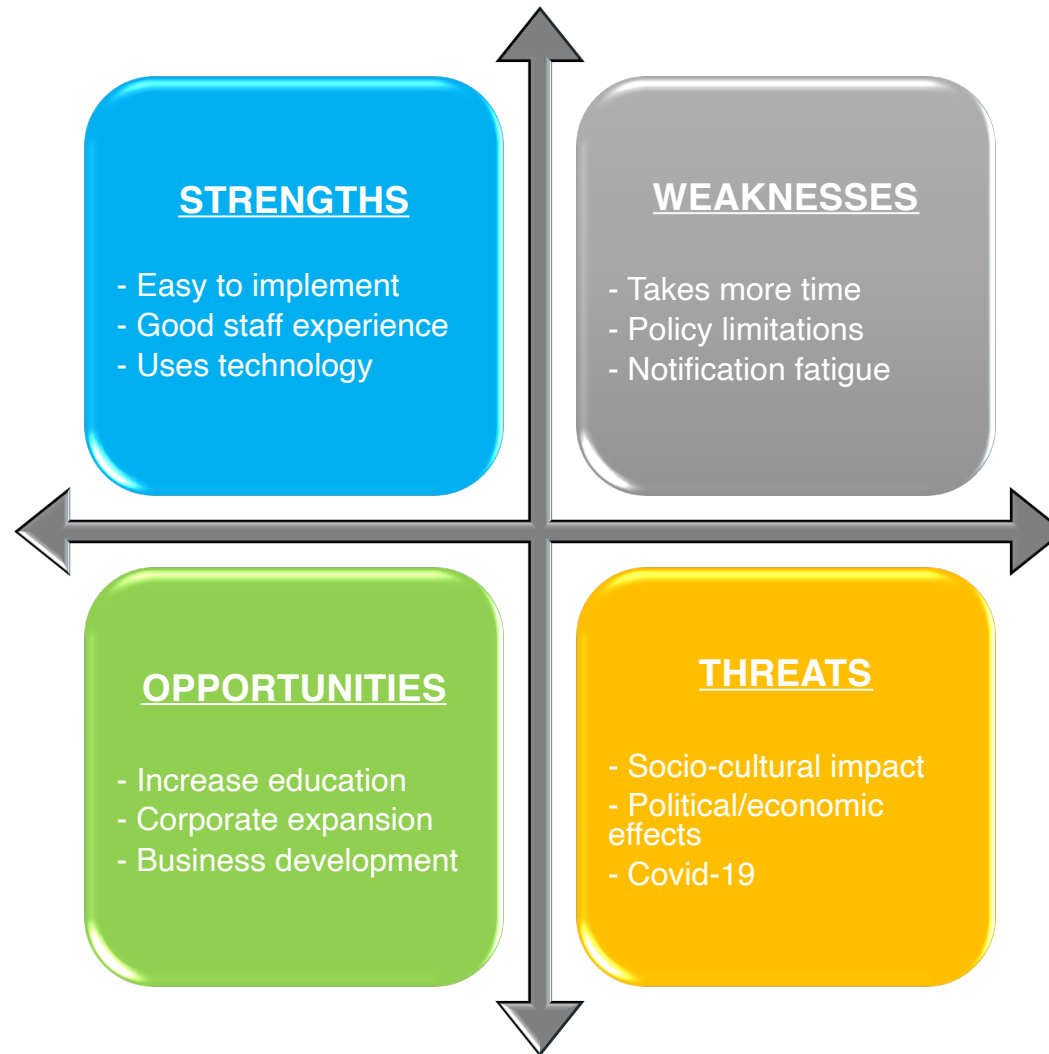 STRENGTHS
- Easy to implement
- Good staff experience
- Uses technology
WEAKNESSES
- Takes more time
- Policy limitations
- Notification fatigue
OPPORTUNITIES
- Increase education
- Corporate expansion
- Business development
THREATS
- Socio-cultural impact
- Political/economic
effects
- Covid-19